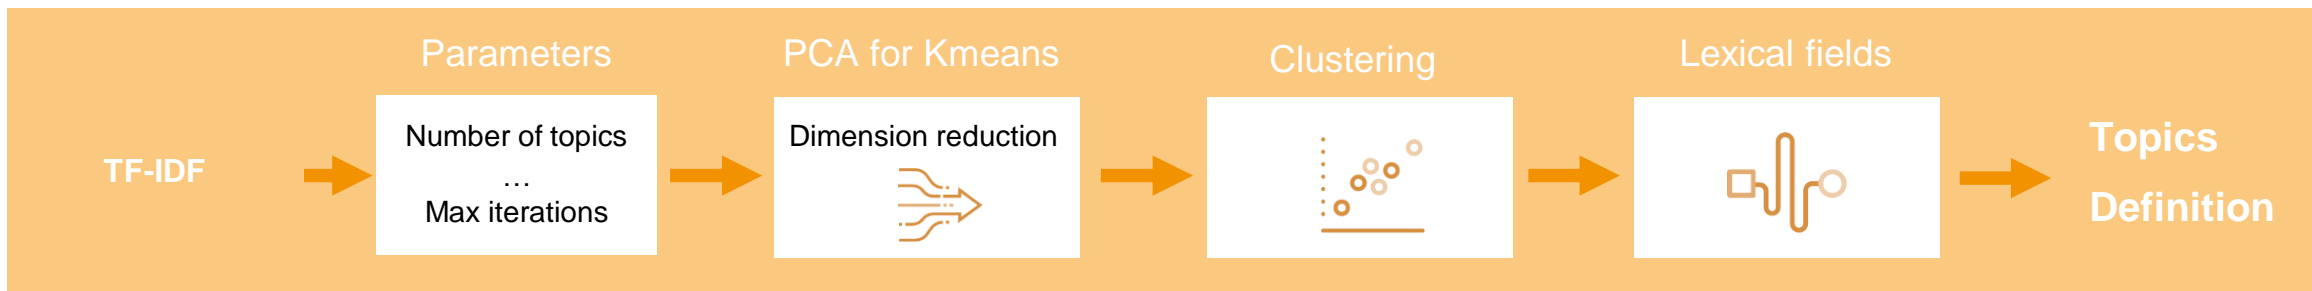 TF-IDF
Parameters
Number of topics
…
Max iterations
PCA for Kmeans
Dimension reduction
Clustering
Lexical fields
Topics
Definition